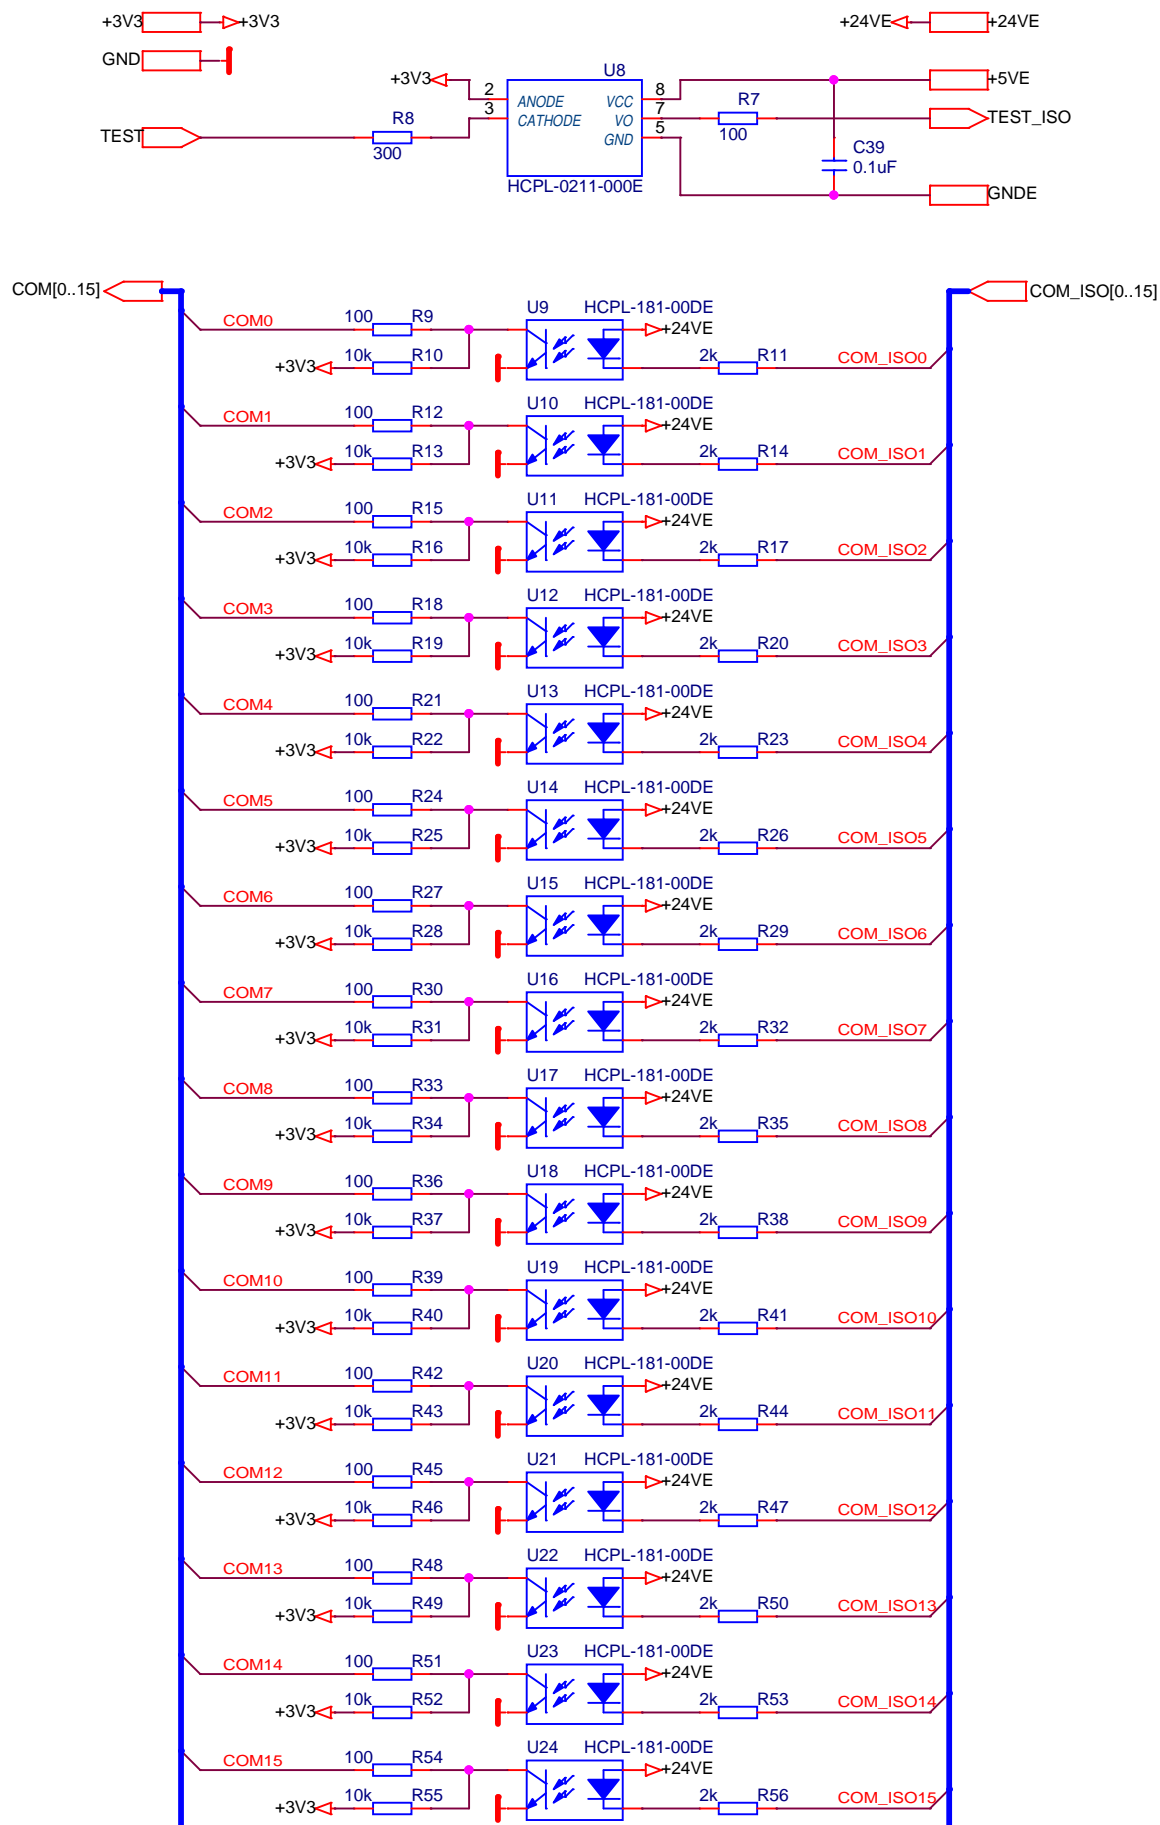 +3V3 +3V3 +24VE +24VE
GND
U8
+3V3 2 ANODE VCC 8 +5VE
3 CATHODE VO 7 R7 TEST_ISO
TEST R8 GND 5 100
300 C39
0.1uF
HCPL-0211-000E GNDE
COM[0..15] COM_ISO[0..15]
U9 HCPL-181-00DE
COM0 100 R9 +24VE
+3V3 10k R10 2k R11 COM_ISO0
U10 HCPL-181-00DE
COM1 100 R12 +24VE
+3V3 10k R13 2k R14 COM_ISO1
U11 HCPL-181-00DE
COM2 100 R15 +24VE
+3V3 10k R16 2k R17 COM_ISO2
U12 HCPL-181-00DE
COM3 100 R18 +24VE
+3V3 10k R19 2k R20 COM_ISO3
U13 HCPL-181-00DE
COM4 100 R21 +24VE
+3V3 10k R22 2k R23 COM_ISO4
U14 HCPL-181-00DE
COM5 100 R24 +24VE
+3V3 10k R25 2k R26 COM_ISO5
U15 HCPL-181-00DE
COM6 100 R27 +24VE
+3V3 10k R28 2k R29 COM_ISO6
U16 HCPL-181-00DE
COM7 100 R30 +24VE
+3V3 10k R31 2k R32 COM_ISO7
U17 HCPL-181-00DE
COM8 100 R33 +24VE
+3V3 10k R34 2k R35 COM_ISO8
U18 HCPL-181-00DE
COM9 100 R36 +24VE
+3V3 10k R37 2k R38 COM_ISO9
U19 HCPL-181-00DE
COM10 100 R39 +24VE
+3V3 10k R40 2k R41 COM_ISO10
U20 HCPL-181-00DE
COM11 100 R42 +24VE
+3V3 10k R43 2k R44 COM_ISO11
U21 HCPL-181-00DE
COM12 100 R45 +24VE
+3V3 10k R46 2k R47 COM_ISO12
U22 HCPL-181-00DE
COM13 100 R48 +24VE
+3V3 10k R49 2k R50 COM_ISO13
U23 HCPL-181-00DE
COM14 100 R51 +24VE
+3V3 10k R52 2k R53 COM_ISO14
U24 HCPL-181-00DE
COM15 100 R54 +24VE
+3V3 10k R55 2k R56 COM_ISO15